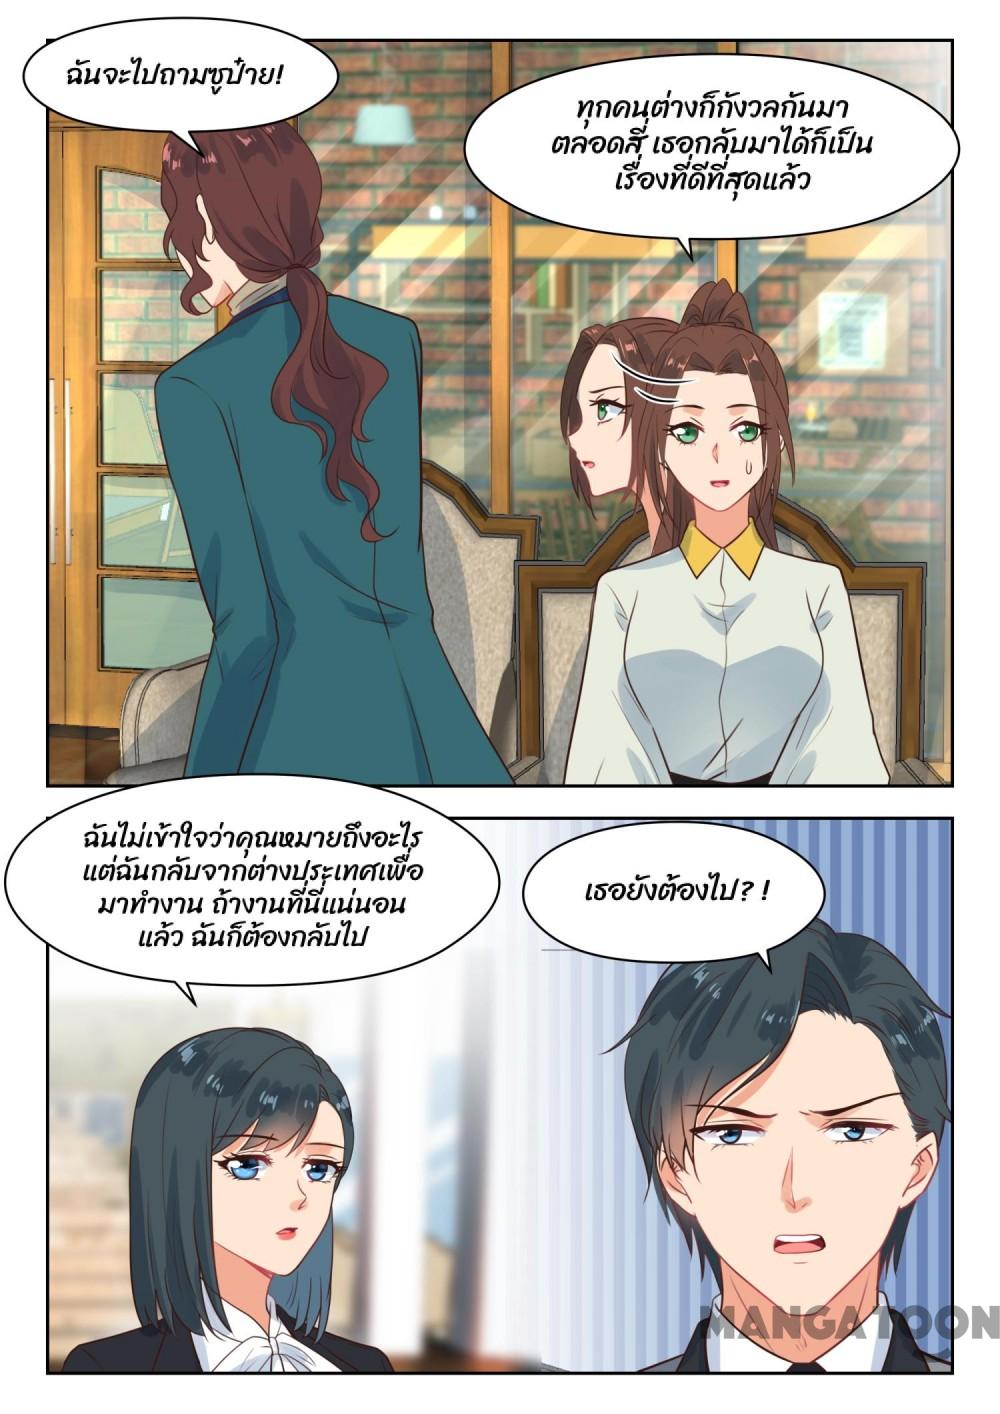 ฉันจะไปถามซูป๋าย!
ทุกคนต่างก็กังวลกันมา
ตลอดสี่ เธอกลับมาได้ก็เป็น
เรื่องที่ดีที่สุดแล้ว
ฉันไม่เข้าใจว่าคุณหมายถึงอะไร
แต่ฉันกลับจากต่างประเทศเพื่อ
มาทำงาน ถ้างานที่นี่แน่นอน
แล้ว ฉันก็ต้องกลับไป
เธอยังต้องไป?!
MANGATOON